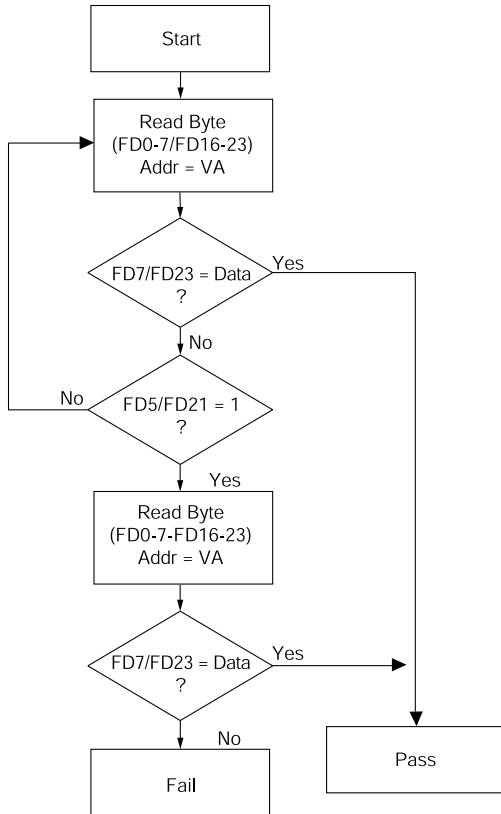 Start
Read Byte
(FD0-7/FD16-23)
Addr = VA
FD7/FD23 = Data
?
Yes
No
FD5/FD21 = 1
?
No
Yes
Read Byte
(FD0-7-FD16-23)
Addr = VA
FD7/FD23 = Data
?
Yes
No
Fail
Pass